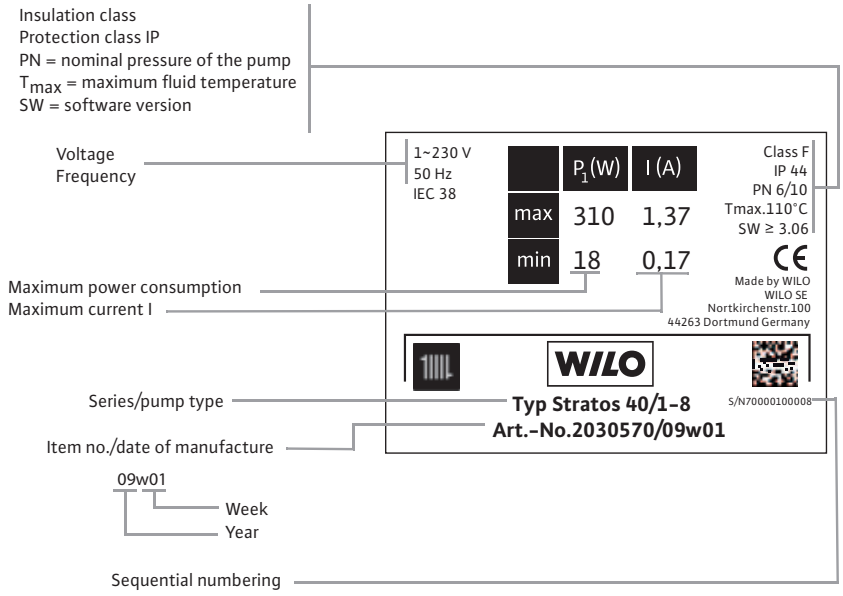 Insulation class
Protection class IP
PN = nominal pressure of the pump
Tmax = maximum fluid temperature
SW = software version
Voltage
Frequency
1~230 V
50 Hz
IEC 38
P1(W) I (A)
max 310 1,37
min 18 0,17
Class F
IP 44
PN 6/10
Tmax.110°C
SW ≥ 3.06
CE
Made by WILO
WILO SE
Nortkirchenstr.100
44263 Dortmund Germany
Maximum power consumption
Maximum current I
WILO
Series/pump type
Typ Stratos 40/1-8
S/N70000100008
Item no./date of manufacture
Art.-No.2030570/09w01
09w01
Week
Year
Sequential numbering